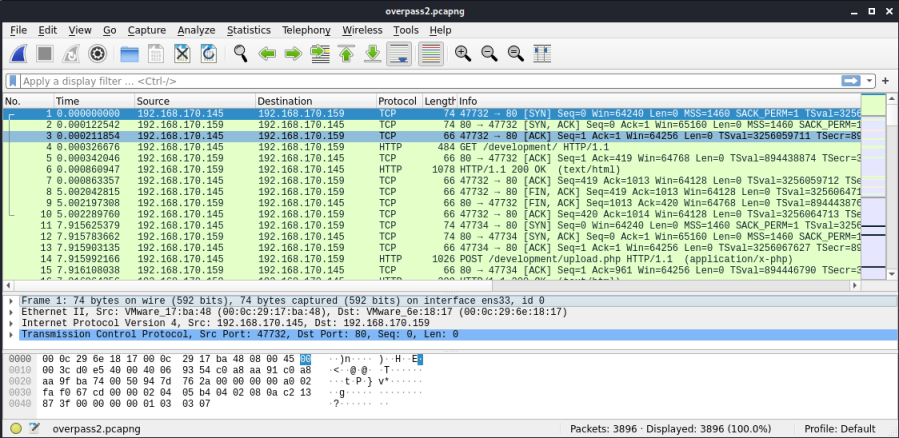 overpass2.pcapng
File Edit View Go Capture Analyze Statistics Telephony Wireless Tools Help
Apply a display filter ... <Ctrl-/>
No. Time Source Destination Protocol Length Info
1 0.000000000 192.168.170.145 192.168.170.159 TCP 74 47732 → 80 [SYN] Seq=0 Win=64240 Len=0 MSS=1460 SACK_PERM=1 TSval=3256
2 0.000122542 192.168.170.159 192.168.170.145 TCP 74 80 → 47732 [SYN, ACK] Seq=0 Ack=1 Win=65160 Len=0 MSS=1460 SACK_PERM=1
3 0.000211854 192.168.170.145 192.168.170.159 TCP 66 47732 → 80 [ACK] Seq=1 Ack=1 Win=64256 Len=0 TSval=3256059711 TSecr=89
4 0.000326676 192.168.170.145 192.168.170.159 HTTP 484 GET /development/ HTTP/1.1
5 0.000342046 192.168.170.159 192.168.170.145 TCP 66 80 → 47732 [ACK] Seq=1 Ack=419 Win=64768 Len=0 TSval=894438874 TSecr=3
6 0.000860947 192.168.170.159 192.168.170.145 HTTP 1078 HTTP/1.1 200 OK (text/html)
7 0.000863357 192.168.170.145 192.168.170.159 TCP 66 47732 → 80 [ACK] Seq=419 Ack=1013 Win=64128 Len=0 TSval=3256059712 TSe
8 5.002042815 192.168.170.145 192.168.170.159 TCP 66 47732 → 80 [FIN, ACK] Seq=419 Ack=1013 Win=64128 Len=0 TSval=325606471
9 5.002197308 192.168.170.159 192.168.170.145 TCP 66 80 → 47732 [FIN, ACK] Seq=1013 Ack=420 Win=64768 Len=0 TSval=894443876
10 5.002289760 192.168.170.145 192.168.170.159 TCP 66 47732 → 80 [ACK] Seq=420 Ack=1014 Win=64128 Len=0 TSval=3256064713 TSe
11 7.915625379 192.168.170.145 192.168.170.159 TCP 74 47734 → 80 [SYN] Seq=0 Win=64240 Len=0 MSS=1460 SACK_PERM=1 TSval=3256
12 7.915783662 192.168.170.159 192.168.170.145 TCP 74 80 → 47734 [SYN, ACK] Seq=0 Ack=1 Win=65160 Len=0 MSS=1460 SACK_PERM=1
13 7.915903135 192.168.170.145 192.168.170.159 TCP 66 47734 → 80 [ACK] Seq=1 Ack=1 Win=64256 Len=0 TSval=3256067627 TSecr=89
14 7.915992166 192.168.170.145 192.168.170.159 HTTP 1026 POST /development/upload.php HTTP/1.1 (application/x-php)
15 7.916108038 192.168.170.159 192.168.170.145 TCP 66 80 → 47734 [ACK] Seq=1 Ack=961 Win=64256 Len=0 TSval=894446790 TSecr=3
Frame 1: 74 bytes on wire (592 bits), 74 bytes captured (592 bits) on interface ens33, id 0
Ethernet II, Src: VMware_17:ba:48 (00:0c:29:17:ba:48), Dst: VMware_6e:18:17 (00:0c:29:6e:18:17)
Internet Protocol Version 4, Src: 192.168.170.145, Dst: 192.168.170.159
Transmission Control Protocol, Src Port: 47732, Dst Port: 80, Seq: 0, Len: 0
0000 00 0c 29 6e 18 17 00 0c 29 17 ba 48 08 00 45 00 ··)n···· )··H··E·
0010 00 3c d0 e5 40 00 40 06 93 54 c0 a8 aa 91 c0 a8 ·<··@·@· ·T······
0020 aa 9f ba 74 00 50 94 7d 76 2a 00 00 00 00 a0 02 ···t·P·} v*······
0030 fa f0 67 cd 00 00 02 04 05 b4 04 02 08 0a c2 13 ··g····· ········
0040 87 3f 00 00 00 00 01 03 03 07 ·?······ ··
overpass2.pcapng Packets: 3896 · Displayed: 3896 (100.0%) Profile: Default